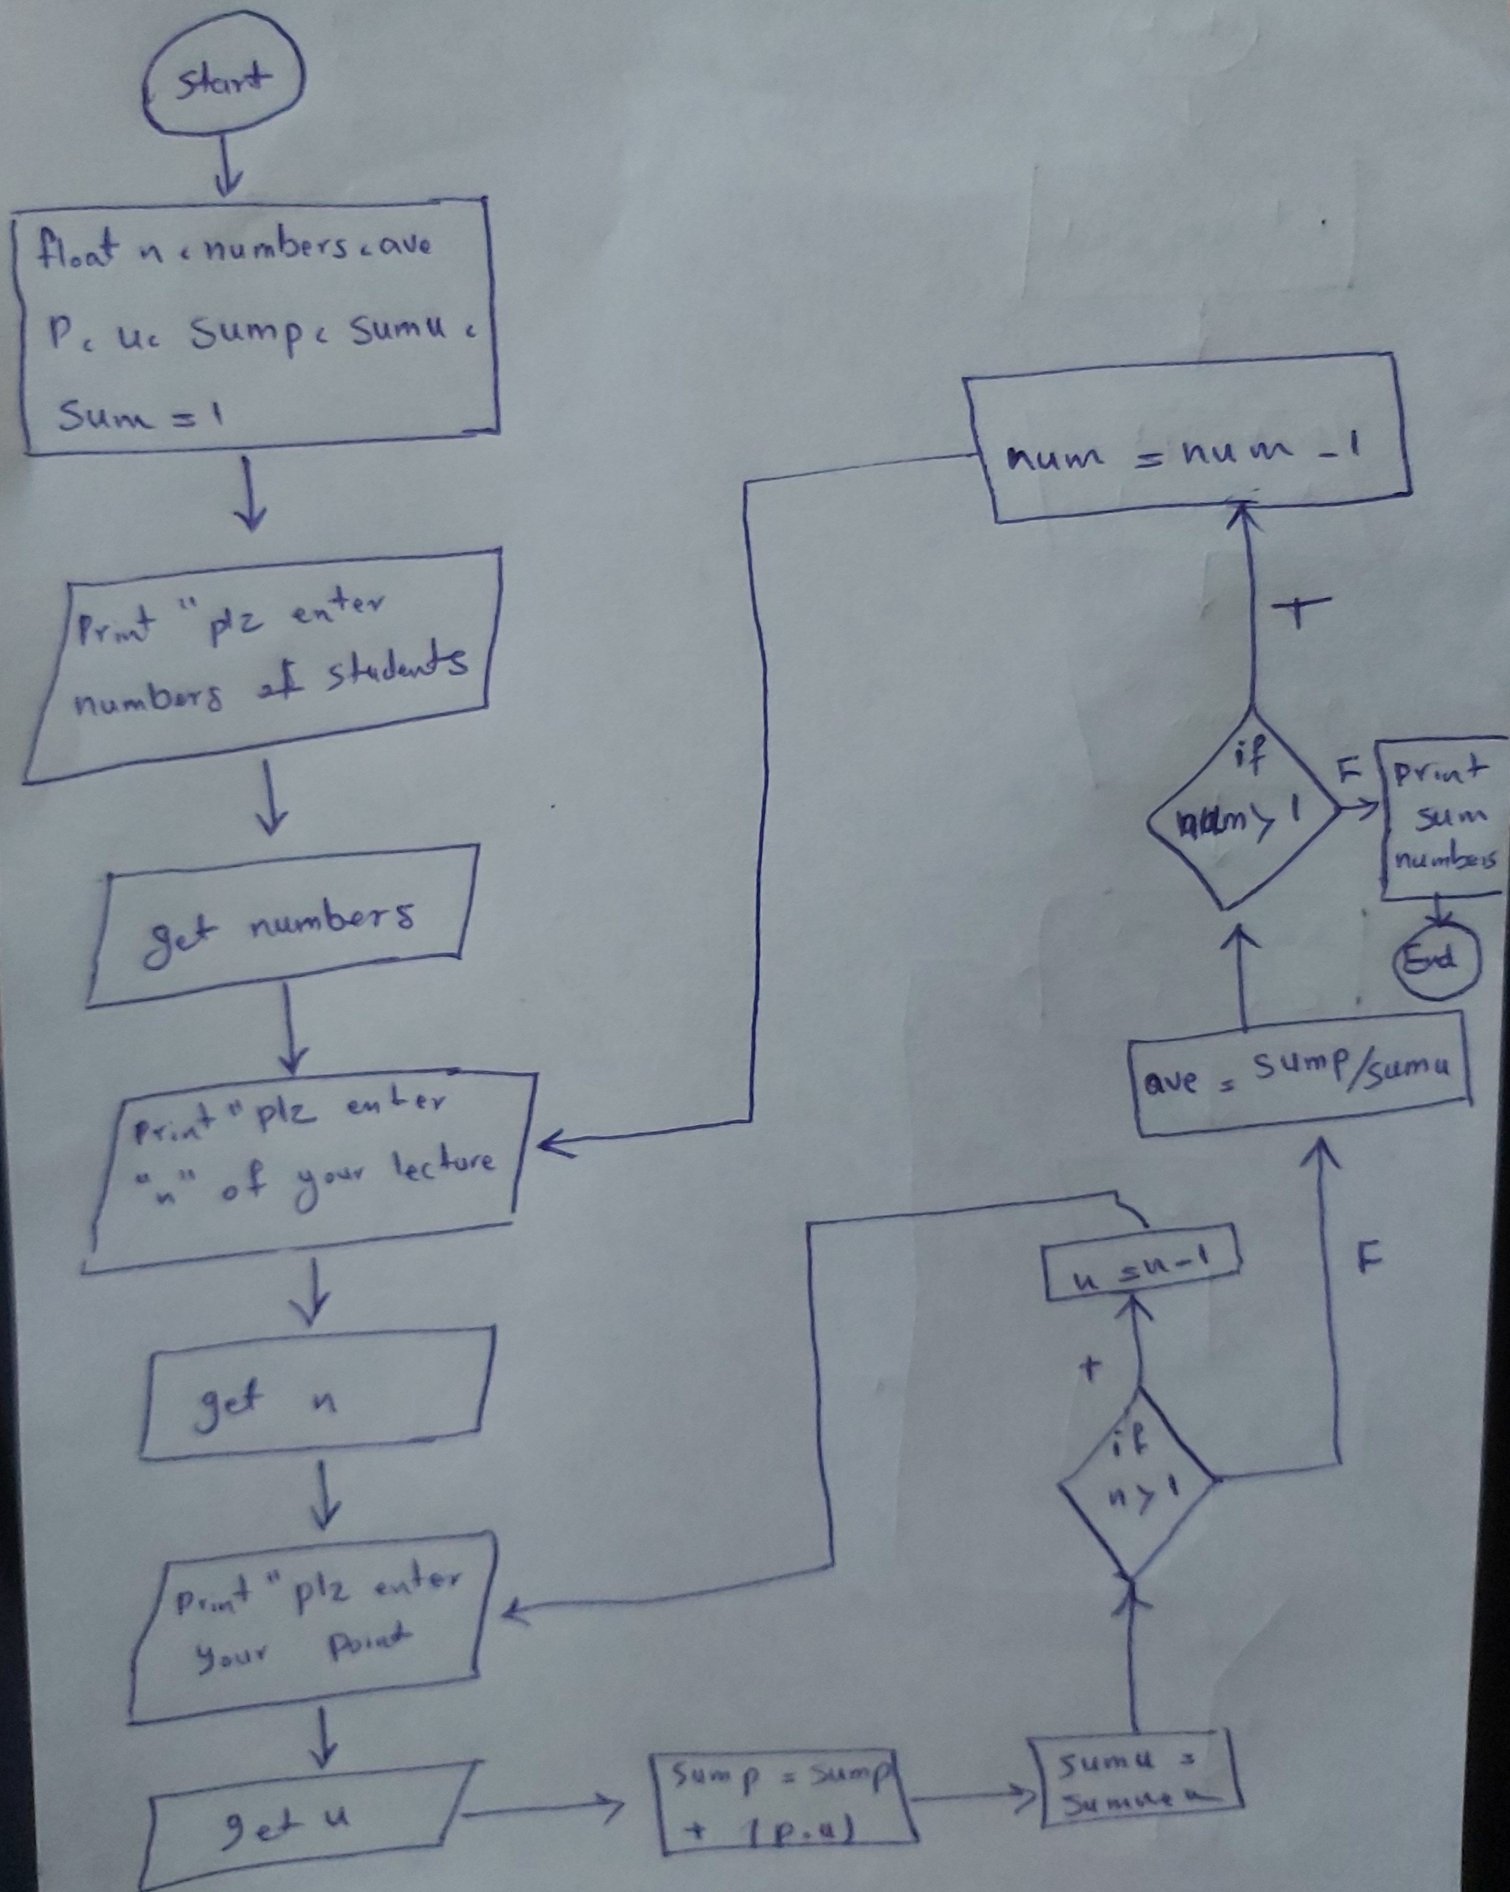 start
float n، numbers، ave
P، u، sump، sumu،
Sum = 1
Print "plz enter
numbers of students
get numbers
Print "plz enter
"n" of your lecture
get n
Print "plz enter
your Point
get u
sump = sump
+ (p.u)
sumu =
if
n > 1
+
n = n-1
F
ave = sump/sumu
if
num > 1
T
num = num - 1
F
print
sum
numbers
End